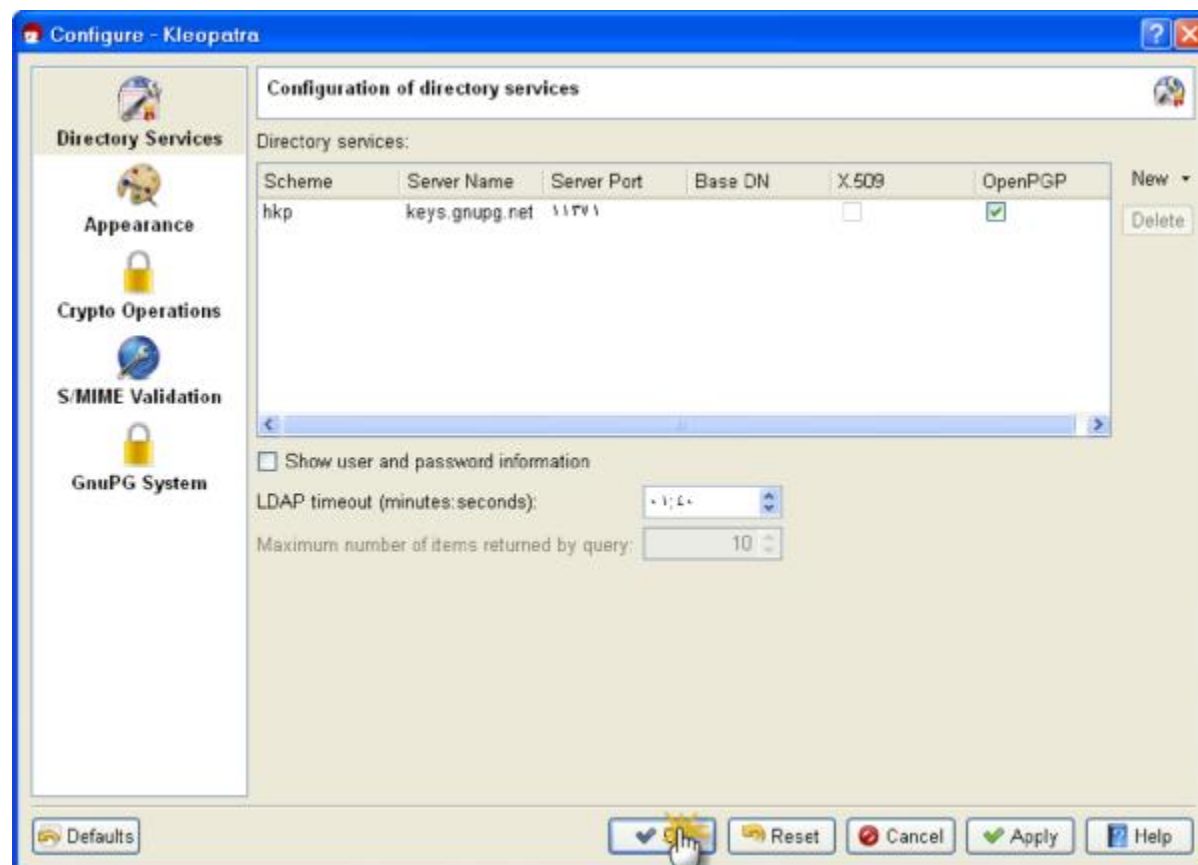 Configure - Kleopatra
Directory Services
Appearance
Crypto Operations
S/MIME Validation
GnuPG System
Configuration of directory services
Directory services:
Scheme Server Name Server Port Base DN X.509 OpenPGP
hkp keys.gnupg.net ١١٣٧١
New
Delete
Show user and password information
LDAP timeout (minutes:seconds): ٠١:٤٠
Maximum number of items returned by query: 10
Defaults Reset Cancel Apply Help